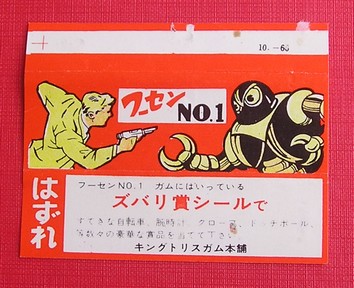 10.-66
フーセン
NO.1
はずれ
フーセンNO.1 ガムにはいっている
ズバリ賞シールで
すてきな自転車、腕時計、グローブ、ドッチボール、
等数々の豪華な賞品を当てて下さい
キングトリスガム本舗